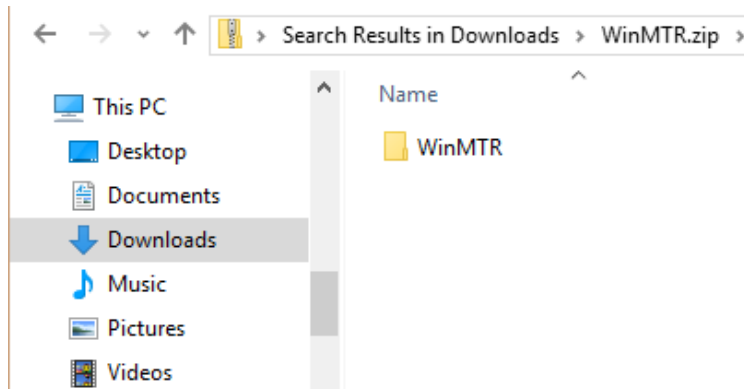 Search Results in Downloads > WinMTR.zip >
This PC
Desktop
Documents
Downloads
Music
Pictures
Videos
Name
WinMTR